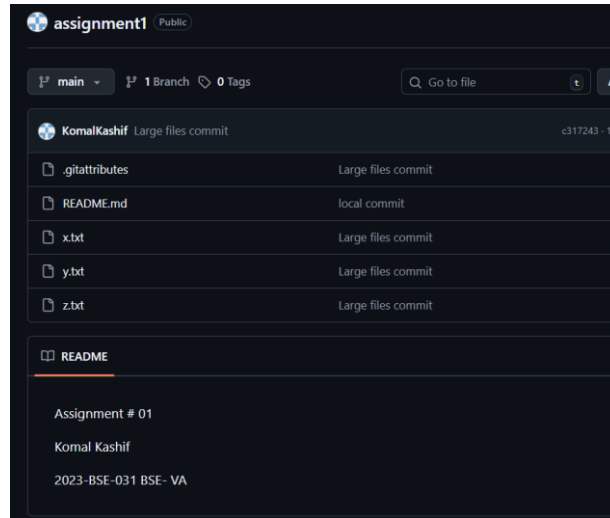 assignment1 Public
main 1 Branch 0 Tags Go to file t
KomalKashif Large files commit c317243 ·
.gitattributes Large files commit
README.md local commit
x.txt Large files commit
y.txt Large files commit
z.txt Large files commit
README
Assignment # 01
Komal Kashif
2023-BSE-031 BSE- VA